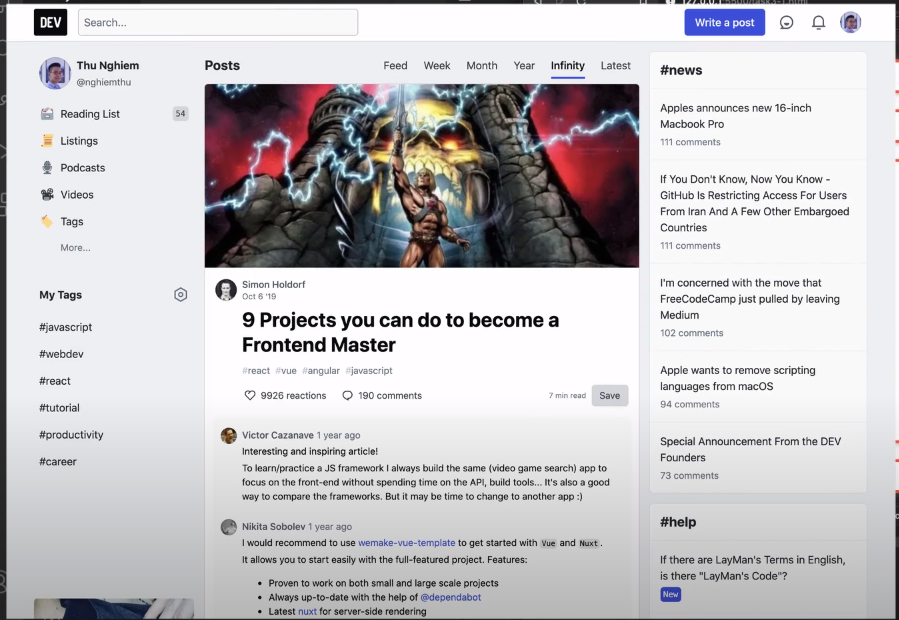 DEV
Search...
Write a post
Thu Nghiem
@nghiemthu
Reading List 54
Listings
Podcasts
Videos
Tags
More...
My Tags
#javascript
#webdev
#react
#tutorial
#productivity
#career
Posts
Feed Week Month Year Infinity Latest
Simon Holdorf
Oct 6 '19
9 Projects you can do to become a
Frontend Master
#react #vue #angular #javascript
9926 reactions 190 comments 7 min read Save
Victor Cazanave 1 year ago
Interesting and inspiring article!
To learn/practice a JS framework I always build the same (video game search) app to
focus on the front-end without spending time on the API, build tools... It's also a good
way to compare the frameworks. But it may be time to change to another app :)
Nikita Sobolev 1 year ago
I would recommend to use wemake-vue-template to get started with Vue and Nuxt.
It allows you to start easily with the full-featured project. Features:
• Proven to work on both small and large scale projects
• Always up-to-date with the help of @dependabot
• Latest nuxt for server-side rendering
#news
Apples announces new 16-inch
Macbook Pro
111 comments
If You Don't Know, Now You Know -
GitHub Is Restricting Access For Users
From Iran And A Few Other Embargoed
Countries
111 comments
I'm concerned with the move that
FreeCodeCamp just pulled by leaving
Medium
102 comments
Apple wants to remove scripting
languages from macOS
94 comments
Special Announcement From the DEV
Founders
73 comments
#help
If there are LayMan's Terms in English,
is there "LayMan's Code"?
New